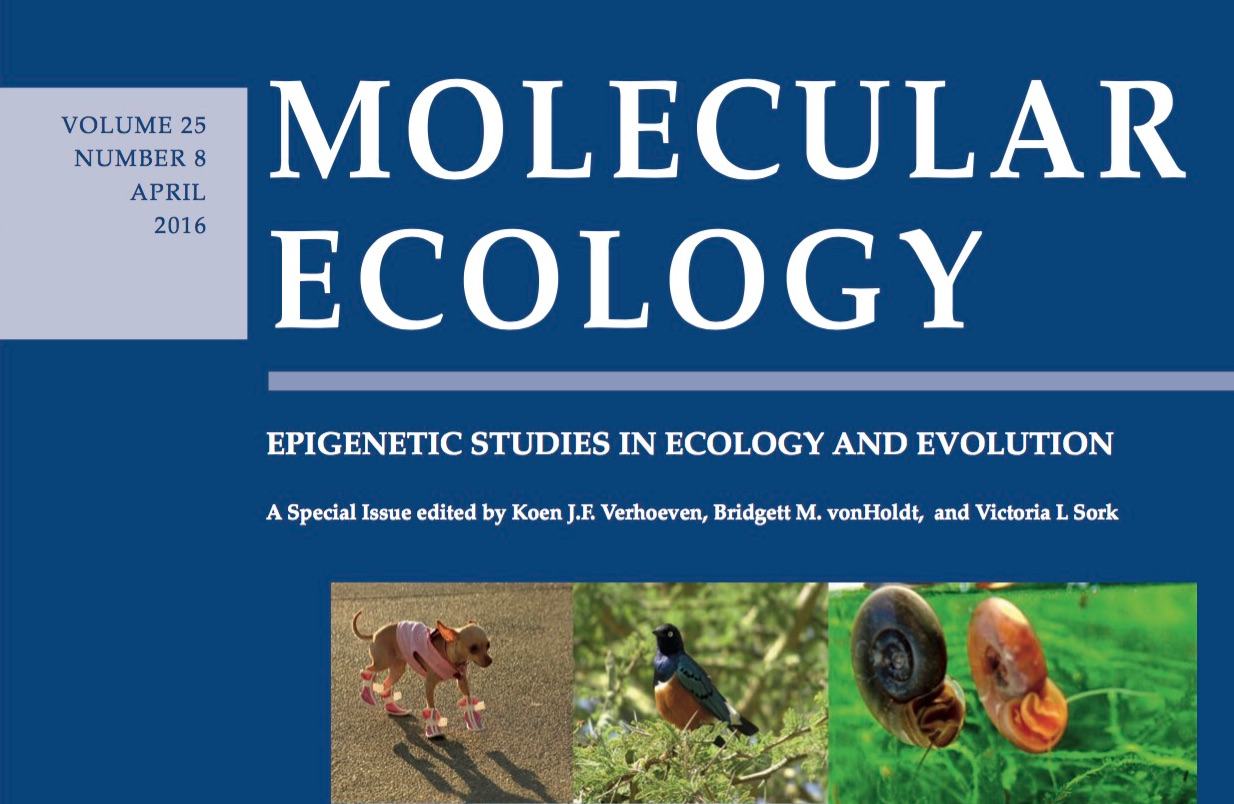 VOLUME 25
NUMBER 8
APRIL
2016
MOLECULAR
ECOLOGY
EPIGENETIC STUDIES IN ECOLOGY AND EVOLUTION
A Special Issue edited by Koen J.F. Verhoeven, Bridgett M. vonHoldt, and Victoria L Sork